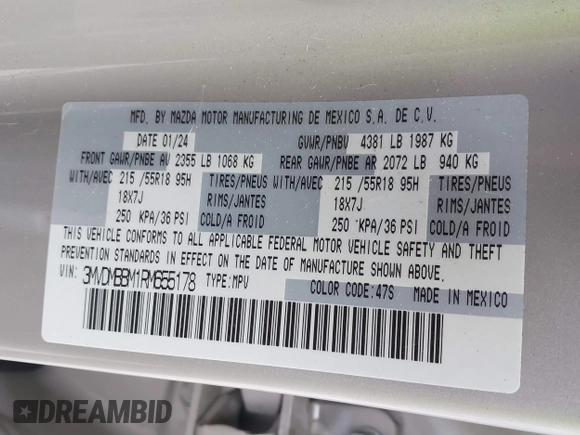 MFD. BY MAZDA MOTOR MANUFACTURING DE MEXICO S.A. DE C.V.
DATE 01/24 GVWR/PNBV 4381 LB 1987 KG
FRONT GAWR/PNBE AV 2355 LB 1068 KG REAR GAWR/PNBE AR 2072 LB 940 KG
WITH/AVEC 215 /55R18 95H TIRES/PNEUS WITH/AVEC 215 /55R18 95H TIRES/PNEUS
18X7J RIMS/JANTES 18X7J RIMS/JANTES
250 KPA/36 PSI COLD/A FROID 250 KPA/36 PSI COLD/A FROID
THIS VEHICLE CONFORMS TO ALL APPLICABLE FEDERAL MOTOR VEHICLE SAFETY AND THEFT
PREVENTION STANDARDS IN EFFECT ON THE DATE OF MANUFACTURE SHOWN ABOVE.
VIN: 3MVDMBBM1RM655178 TYPE:MPV
COLOR CODE:47S MADE IN MEXICO
DREAMBID